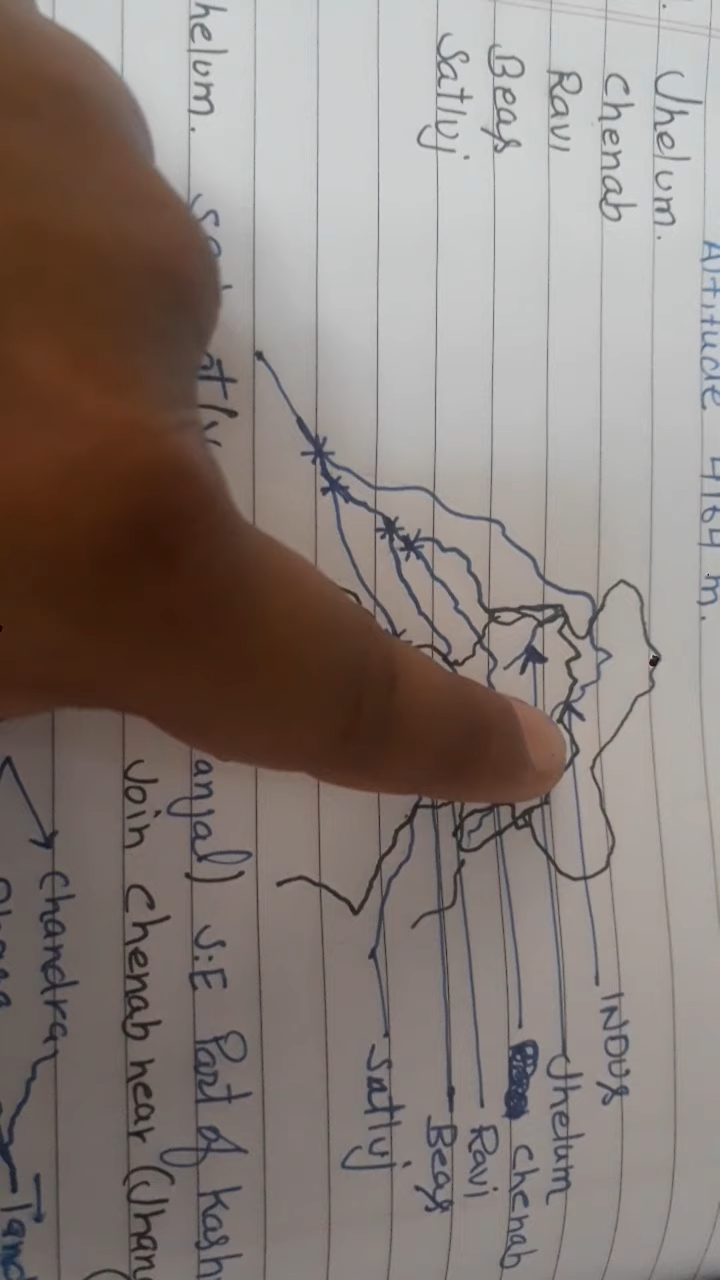 Altitude 4164 m.
Jhelum.
Chenab
Ravi
Beas
Satluj
INDUS
Jhelum
Chenab
Ravi
Beas
Satluj
helum.
anjal) S.E Part of Kash
Join Chenab near (Jhang
Chandra